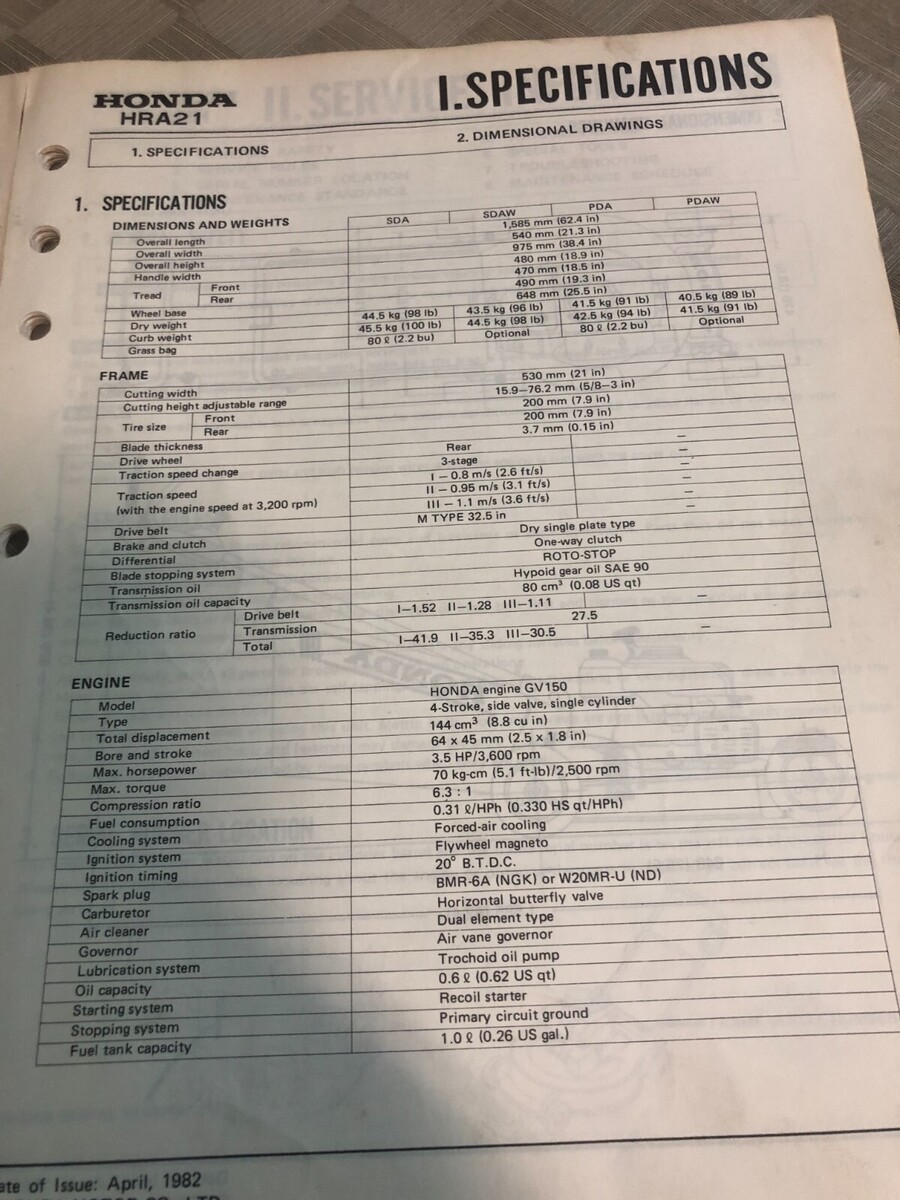 HONDA
HRA21
I. SPECIFICATIONS
1. SPECIFICATIONS 2. DIMENSIONAL DRAWINGS
1. SPECIFICATIONS
DIMENSIONS AND WEIGHTS SDA SDAW PDA PDAW
Overall length 1,585 mm (62.4 in)
Overall width 540 mm (21.3 in)
Overall height 975 mm (38.4 in)
Handle width 480 mm (18.9 in)
Tread Front 470 mm (18.5 in)
Rear 490 mm (19.3 in)
Wheel base 648 mm (25.5 in)
Dry weight 44.5 kg (98 lb) 43.5 kg (96 lb) 41.5 kg (91 lb) 40.5 kg (89 lb)
Curb weight 45.5 kg (100 lb) 44.5 kg (98 lb) 42.5 kg (94 lb) 41.5 kg (91 lb)
Grass bag 80 ℓ (2.2 bu) Optional 80 ℓ (2.2 bu) Optional
FRAME
Cutting width 530 mm (21 in)
Cutting height adjustable range 15.9–76.2 mm (5/8–3 in)
Tire size Front 200 mm (7.9 in)
Rear 200 mm (7.9 in)
Blade thickness 3.7 mm (0.15 in)
Drive wheel Rear —
Traction speed change 3-stage —
Traction speed
(with the engine speed at 3,200 rpm)
I – 0.8 m/s (2.6 ft/s) —
II – 0.95 m/s (3.1 ft/s) —
III – 1.1 m/s (3.6 ft/s) —
Drive belt M TYPE 32.5 in —
Brake and clutch Dry single plate type
Differential One-way clutch
Blade stopping system ROTO-STOP
Transmission oil Hypoid gear oil SAE 90
Transmission oil capacity 80 cm³ (0.08 US qt)
Reduction ratio Drive belt I–1.52 II–1.28 III–1.11 —
Transmission 27.5
Total I–41.9 II–35.3 III–30.5 —
ENGINE
Model HONDA engine GV150
Type 4-Stroke, side valve, single cylinder
Total displacement 144 cm³ (8.8 cu in)
Bore and stroke 64 x 45 mm (2.5 x 1.8 in)
Max. horsepower 3.5 HP/3,600 rpm
Max. torque 70 kg-cm (5.1 ft-lb)/2,500 rpm
Compression ratio 6.3 : 1
Fuel consumption 0.31 ℓ/HPh (0.330 HS qt/HPh)
Cooling system Forced-air cooling
Ignition system Flywheel magneto
Ignition timing 20° B.T.D.C.
Spark plug BMR-6A (NGK) or W20MR-U (ND)
Carburetor Horizontal butterfly valve
Air cleaner Dual element type
Governor Air vane governor
Lubrication system Trochoid oil pump
Oil capacity 0.6 ℓ (0.62 US qt)
Starting system Recoil starter
Stopping system Primary circuit ground
Fuel tank capacity 1.0 ℓ (0.26 US gal.)
ate of Issue: April, 1982